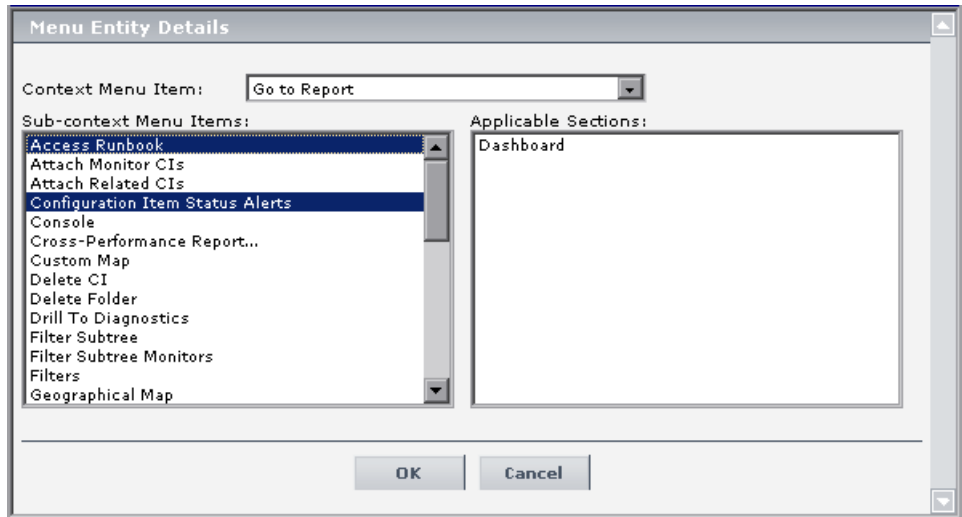 Menu Entity Details
Context Menu Item: Go to Report
Sub-context Menu Items:
Access Runbook
Attach Monitor CIs
Attach Related CIs
Configuration Item Status Alerts
Console
Cross-Performance Report...
Custom Map
Delete CI
Delete Folder
Drill To Diagnostics
Filter Subtree
Filter Subtree Monitors
Filters
Geographical Map
Applicable Sections:
Dashboard
OK Cancel